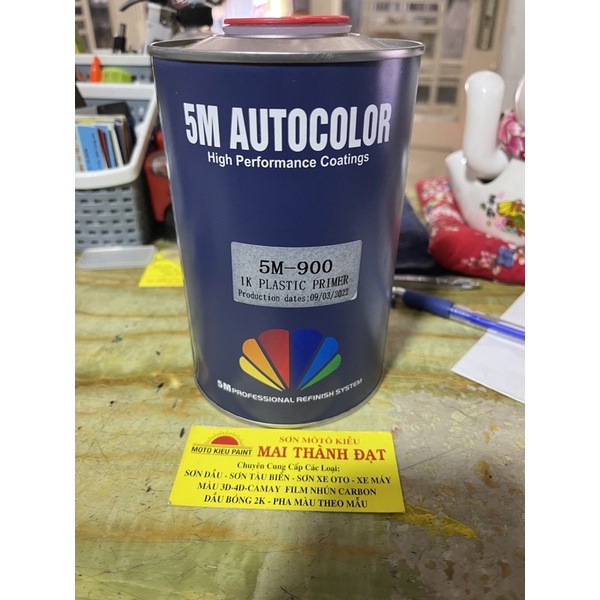 5M AUTOCOLOR
High Performance Coatings
5M-900
1K PLASTIC PRIMER
Production dates:09/03/2022
5M PROFESSIONAL REFINISH SYSTEM
SƠN MÔTÔ KIỀU
MOTO KIEU PAINT
MAI THÀNH ĐẠT
Chuyên Cung Cấp Các Loại:
SƠN DẦU - SƠN TÀU BIỂN - SƠN XE OTO - XE MÁY
MÀU 3D-4D-CAMAY FILM NHÚN CARBON
DẦU BÓNG 2K - PHA MÀU THEO MẪU